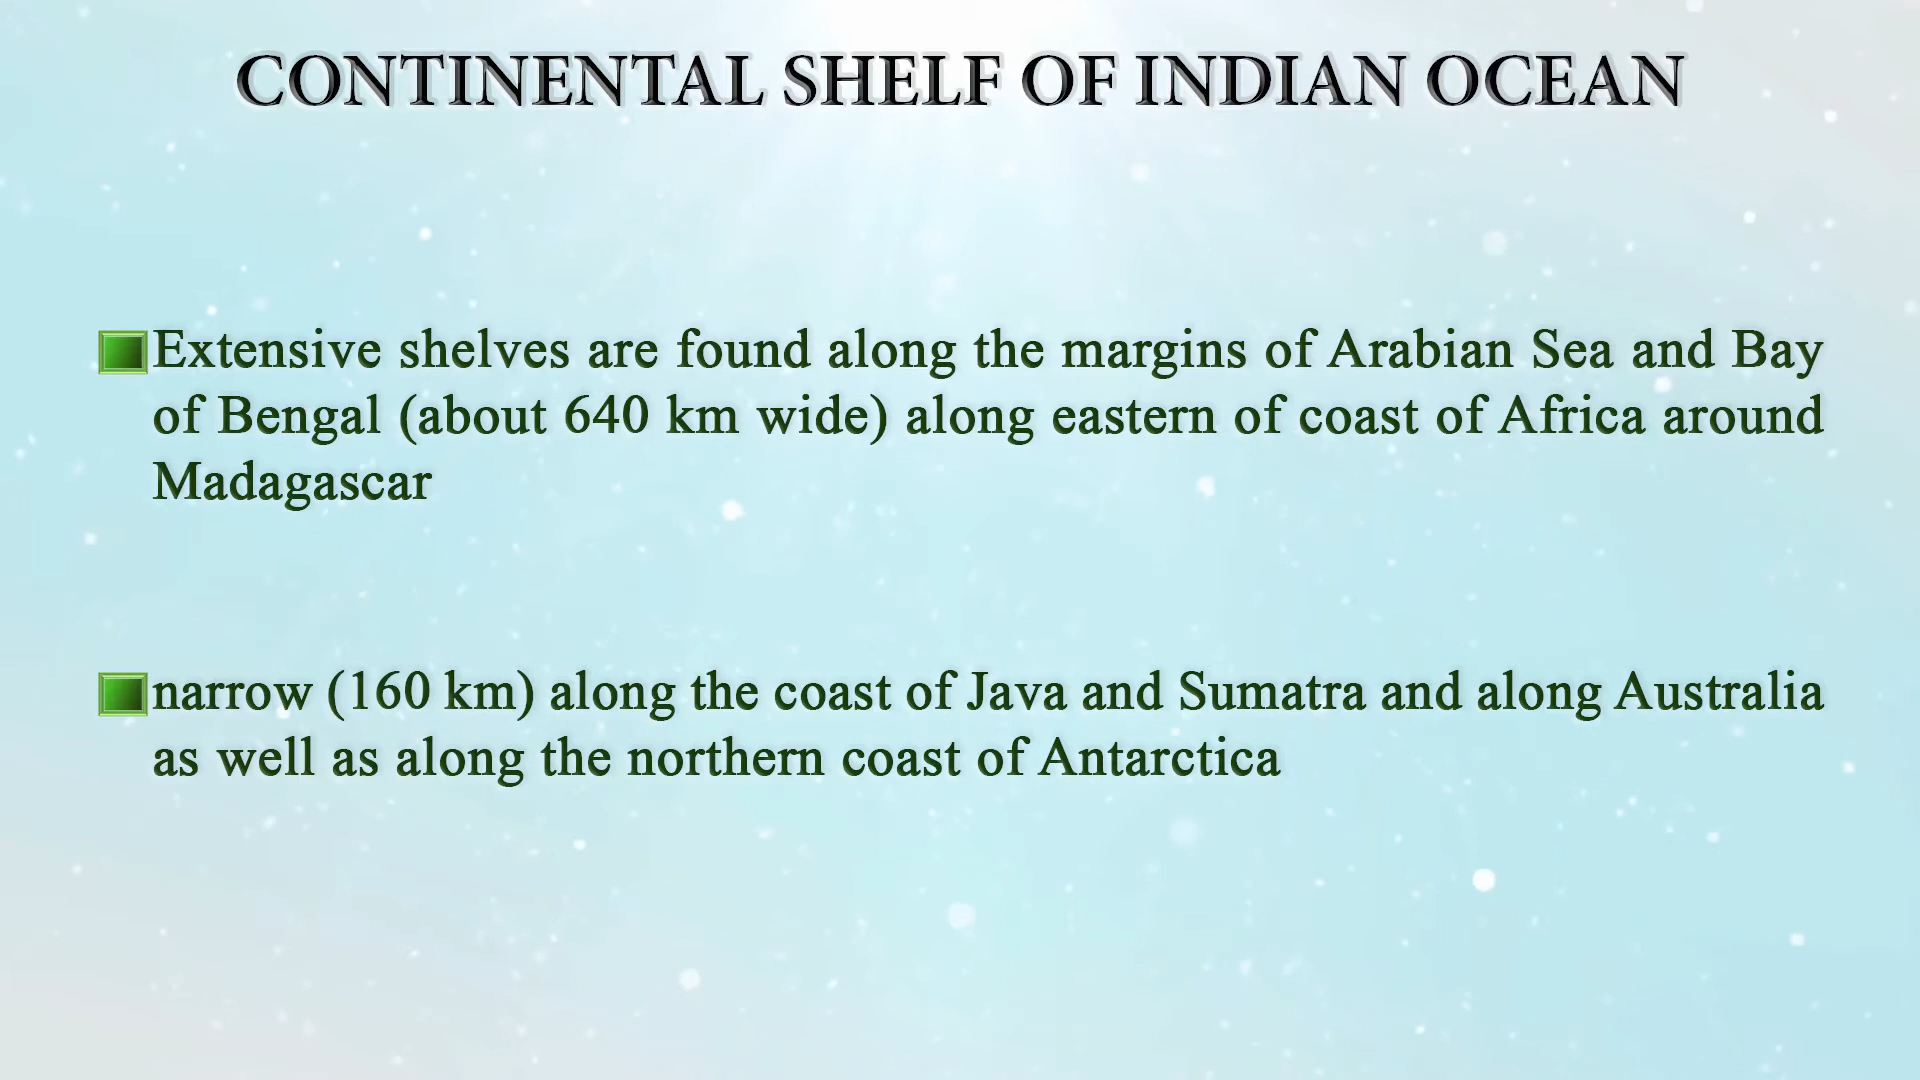 CONTINENTAL SHELF OF INDIAN OCEAN
Extensive shelves are found along the margins of Arabian Sea and Bay
of Bengal (about 640 km wide) along eastern of coast of Africa around
Madagascar
narrow (160 km) along the coast of Java and Sumatra and along Australia
as well as along the northern coast of Antarctica